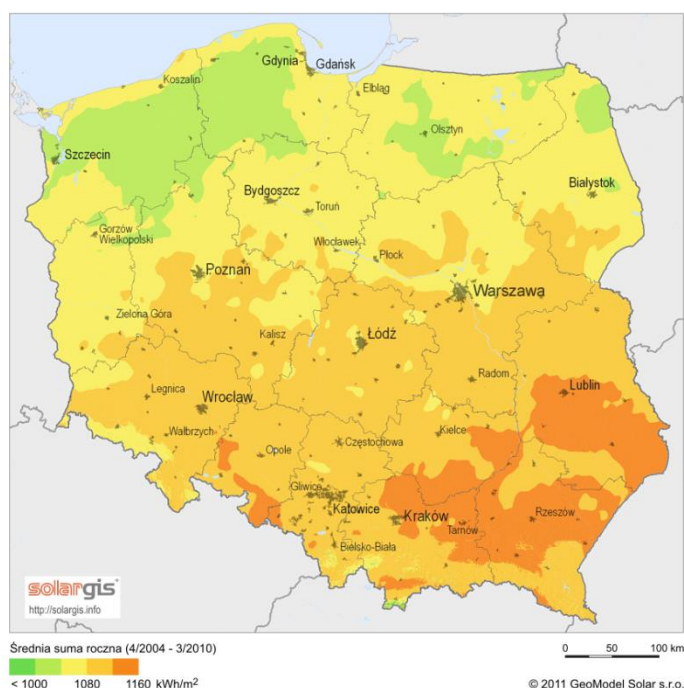 Gdynia
Gdańsk
Koszalin
Elbląg
Olsztyn
Szczecin
Białystok
Bydgoszcz
Toruń
Gorzów
Wielkopolski
Włocławek
Płock
Poznań
Warszawa
Zielona Góra
Kalisz
Łódź
Radom
Lublin
Legnica
Wrocław
Wałbrzych
Opole
Częstochowa
Kielce
Gliwice
Katowice
Kraków
Tarnów
Rzeszów
Bielsko-Biała
solargis
http://solargis.info
Średnia suma roczna (4/2004 - 3/2010)
0 50 100 km
< 1000 1080 1160 kWh/m²
© 2011 GeoModel Solar s.r.o.